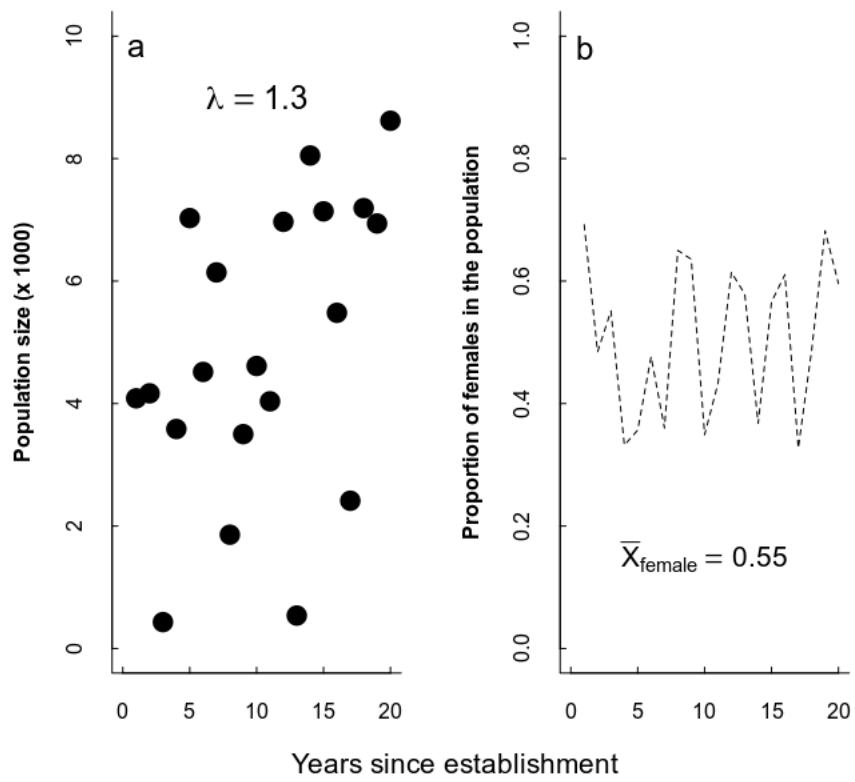 a
λ = 1.3
Population size (x 1000)
10
8
6
4
2
0
0 5 10 15 20
b
X̅female = 0.55
Proportion of females in the population
1.0
0.8
0.6
0.4
0.2
0.0
0 5 10 15 20
Years since establishment